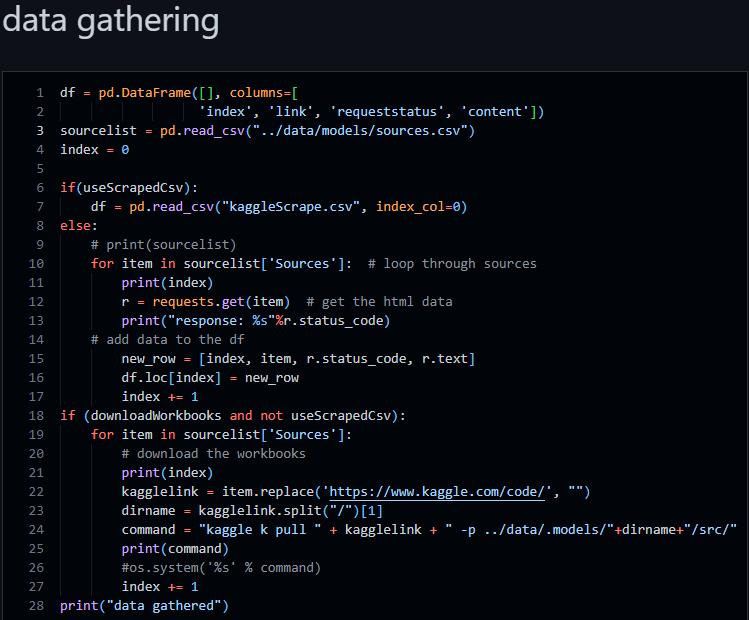 data gathering
1 df = pd.DataFrame([], columns=[
2                   'index', 'link', 'requeststatus', 'content'])
3 sourcelist = pd.read_csv("../data/models/sources.csv")
4 index = 0
5
6 if(useScrapedCsv):
7     df = pd.read_csv("kaggleScrape.csv", index_col=0)
8 else:
9     # print(sourcelist)
10     for item in sourcelist['Sources']:  # loop through sources
11         print(index)
12         r = requests.get(item)  # get the html data
13         print("response: %s"%r.status_code)
14     # add data to the df
15         new_row = [index, item, r.status_code, r.text]
16         df.loc[index] = new_row
17         index += 1
18 if (downloadWorkbooks and not useScrapedCsv):
19     for item in sourcelist['Sources']:
20         # download the workbooks
21         print(index)
22         kagglelink = item.replace('https://www.kaggle.com/code/', "")
23         dirname = kagglelink.split("/")[1]
24         command = "kaggle k pull " + kagglelink + " -p ../data/.models/"+dirname+"/src/"
25         print(command)
26         #os.system('%s' % command)
27         index += 1
28 print("data gathered")